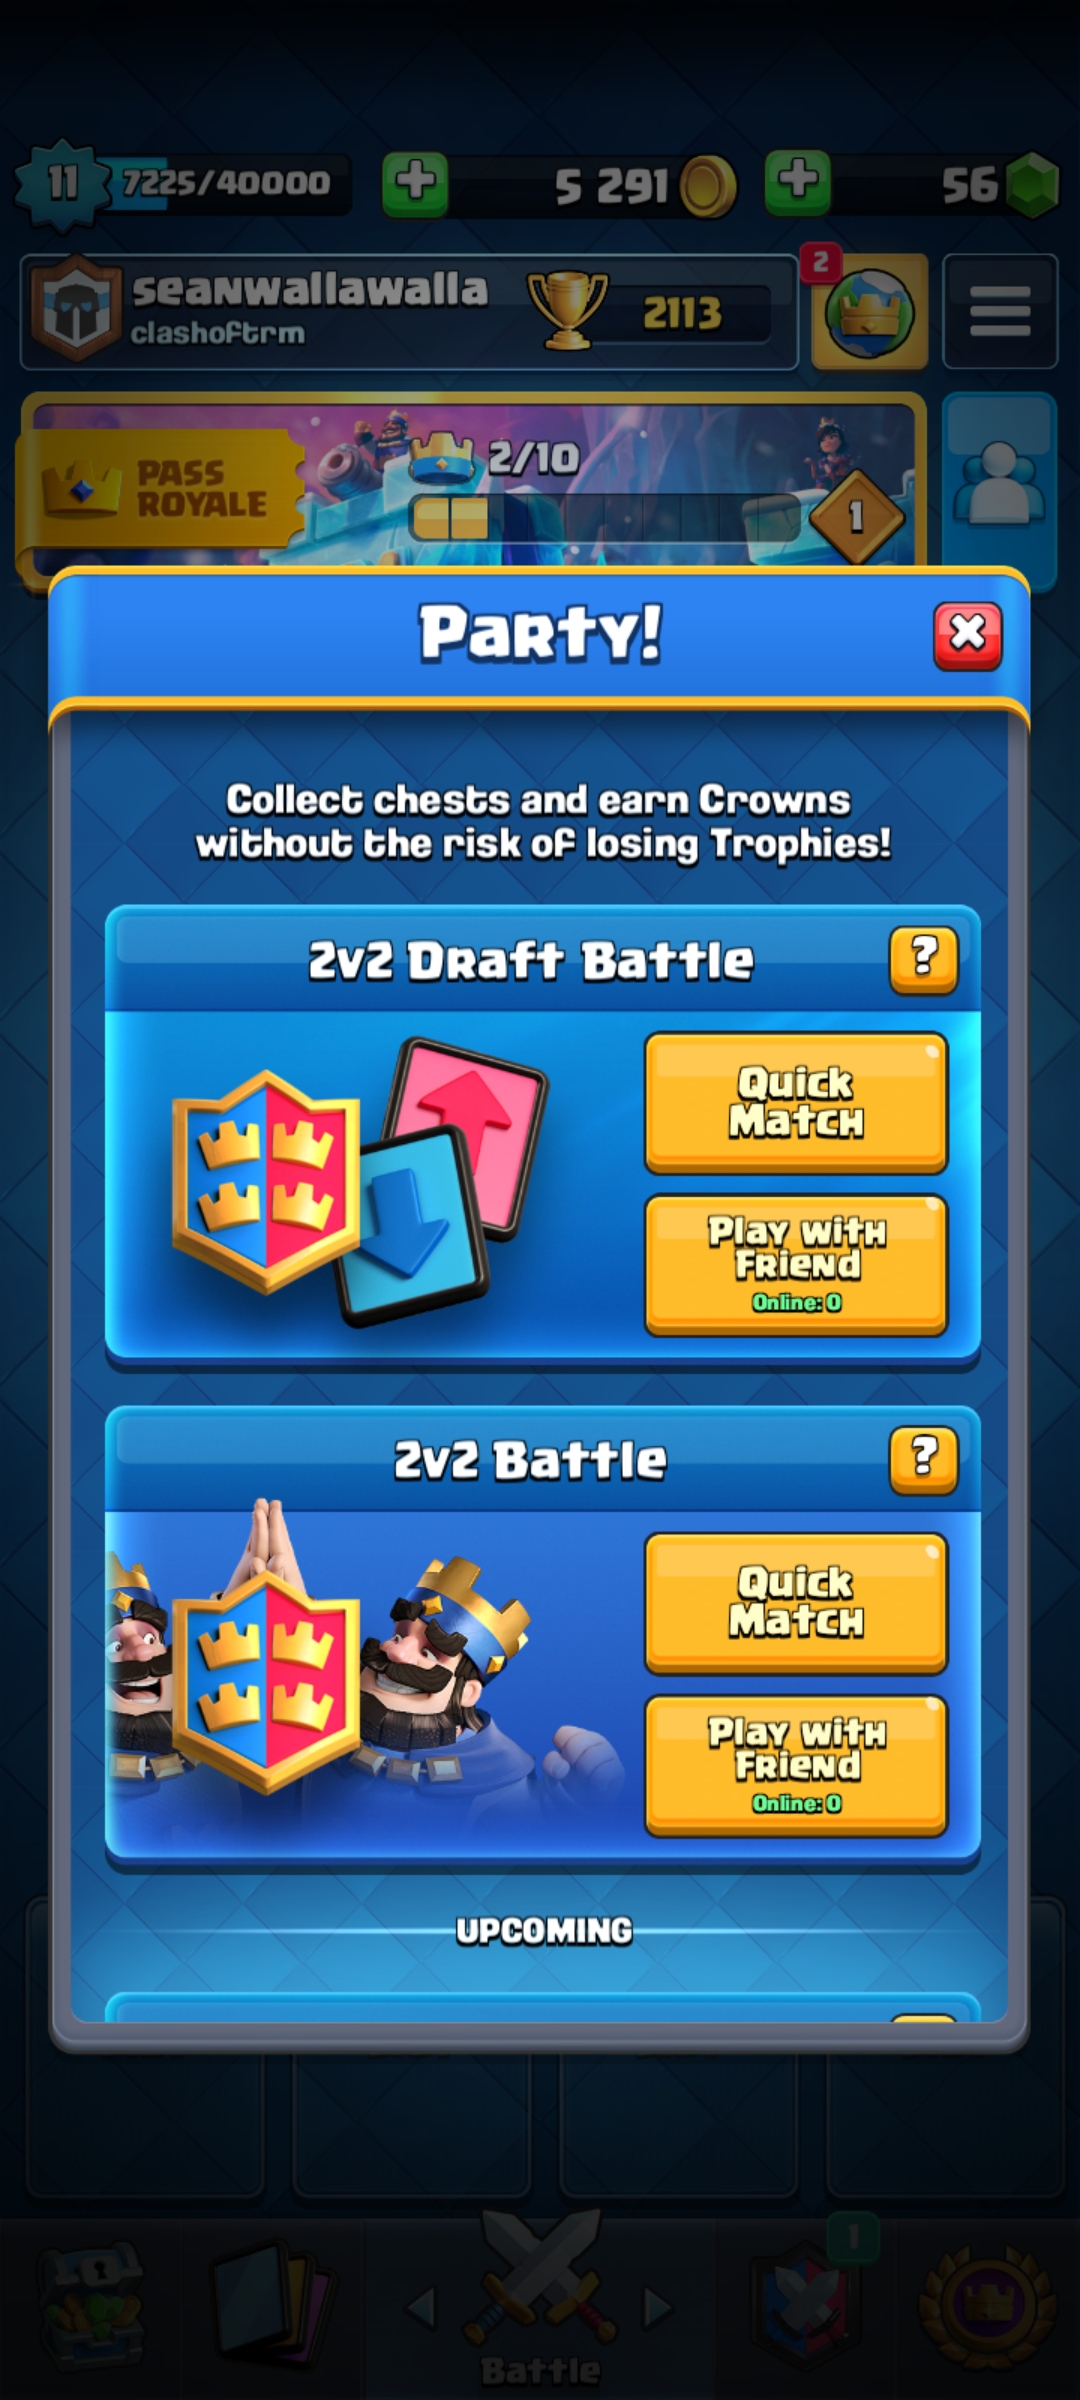 11 7225/40000 5 291 56
seanwallawalla 2113 2
clashoftrm
PASS ROYALE 2/10 1
Party!
Collect chests and earn Crowns
without the risk of losing Trophies!
2v2 Draft Battle ?
Quick
Match
Play with
Friend
Online: 0
2v2 Battle ?
Quick
Match
Play with
Friend
Online: 0
UPCOMING
1
Battle